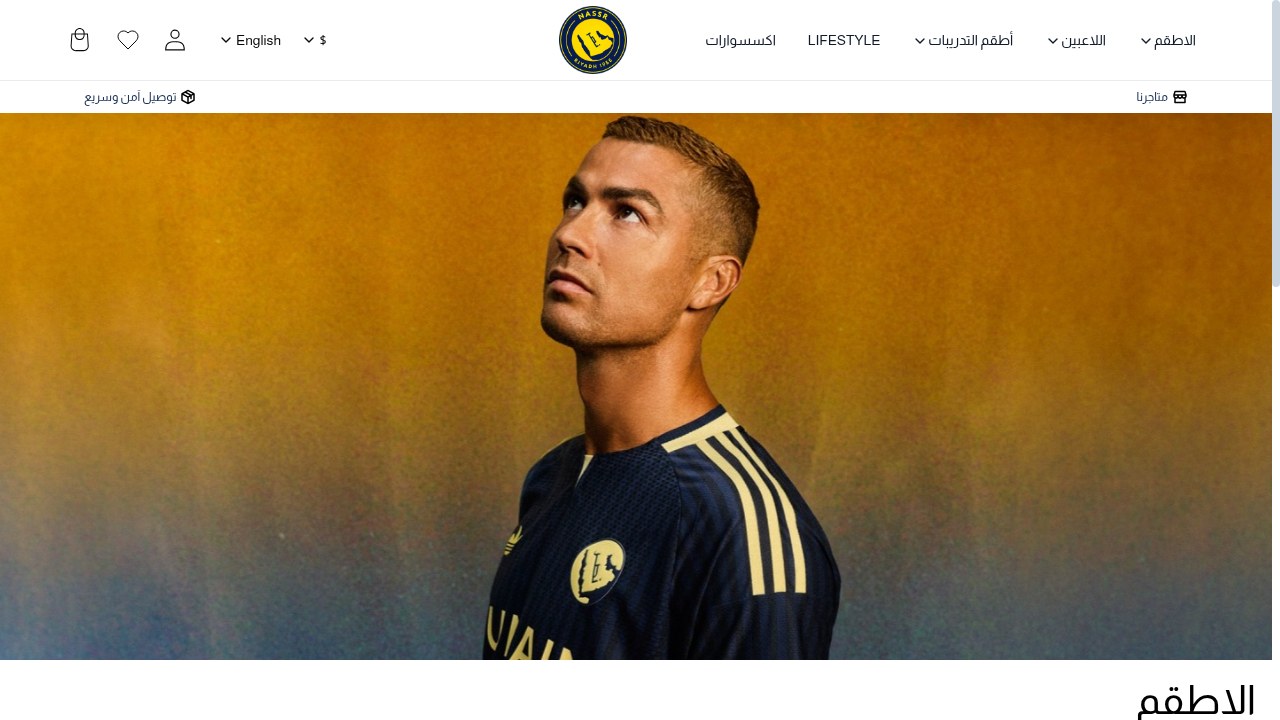 الاطقم
اللاعبين
أطقم التدريبات
LIFESTYLE
اكسسوارات
NASSR
RIYADH 1955
$
English
متاجرنا
توصيل آمن وسريع
الاطقم